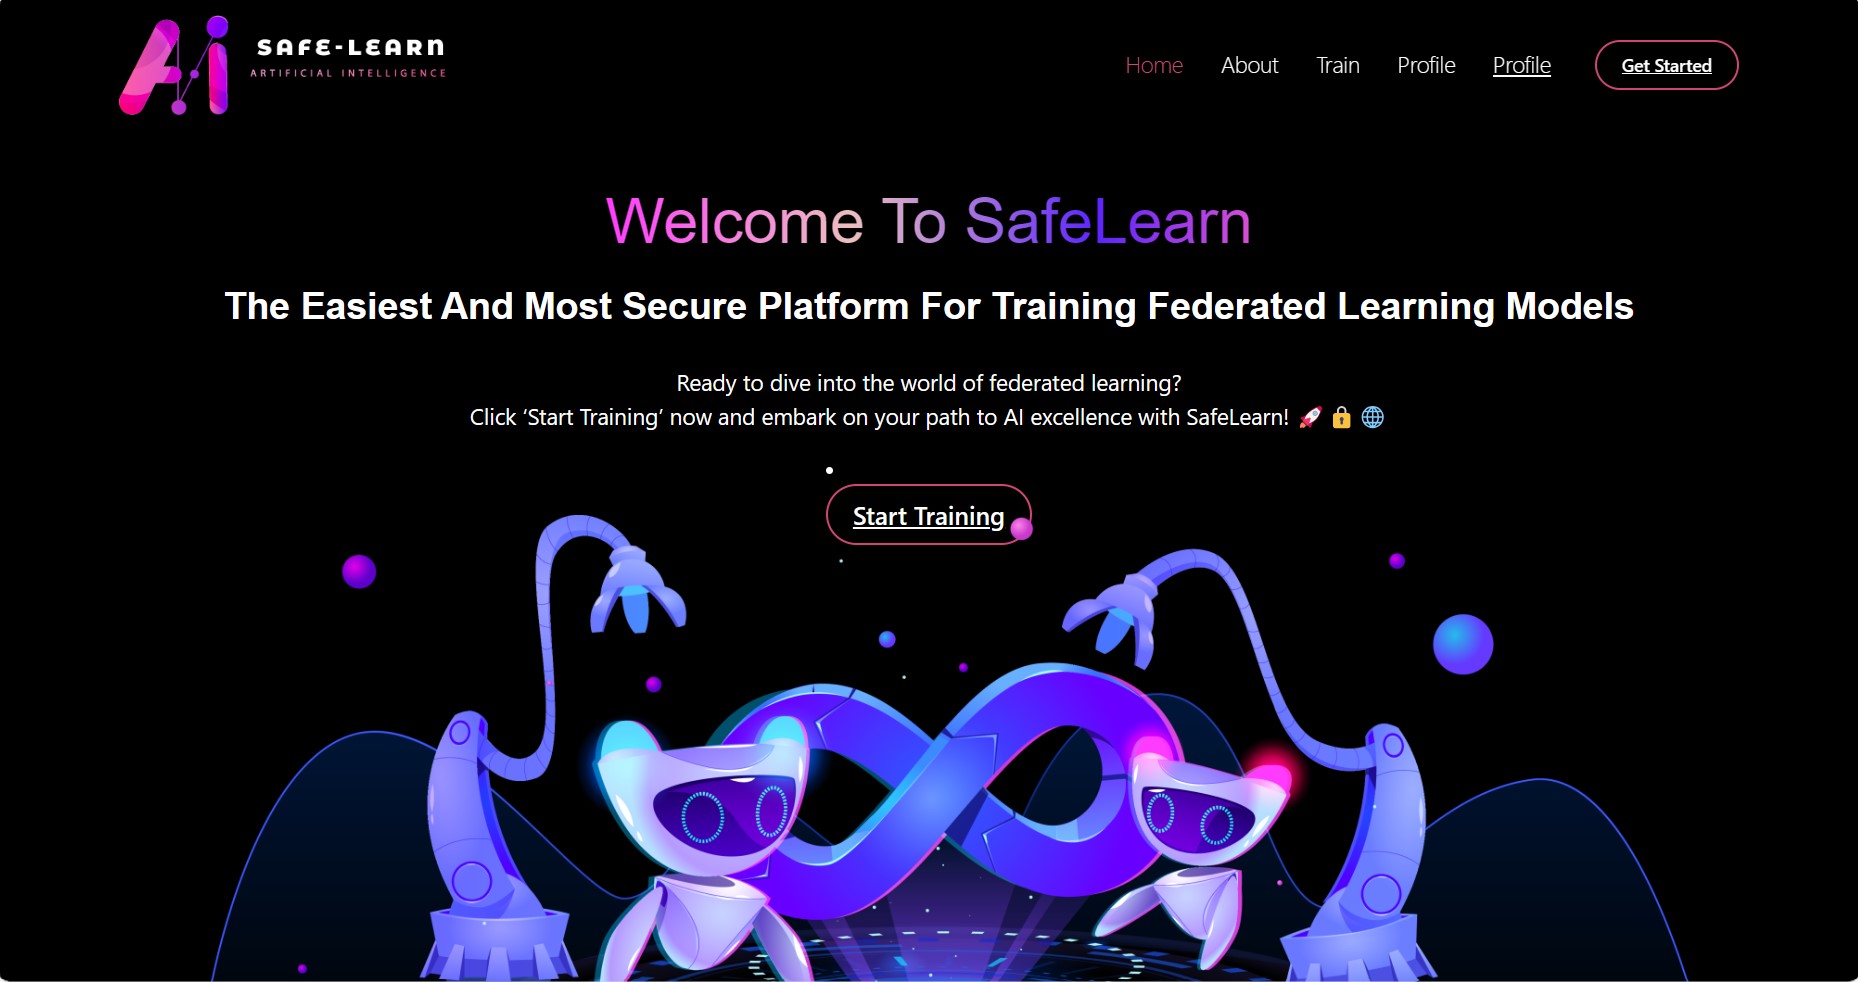 Ai
SAFE-LEARN
ARTIFICIAL INTELLIGENCE
Home About Train Profile Profile Get Started
Welcome To SafeLearn
The Easiest And Most Secure Platform For Training Federated Learning Models
Ready to dive into the world of federated learning?
Click ‘Start Training’ now and embark on your path to AI excellence with SafeLearn! 🚀 🔒 🌐
Start Training